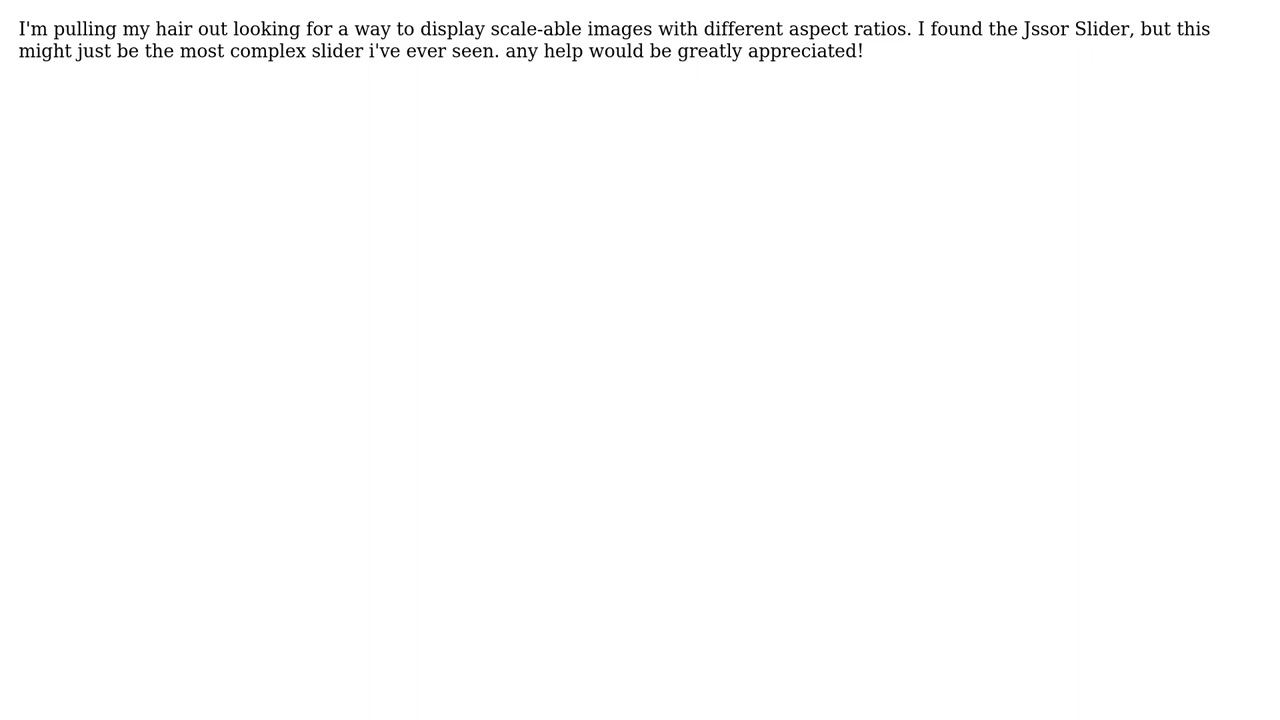 I'm pulling my hair out looking for a way to display scale-able images with different aspect ratios. I found the Jssor Slider, but this
might just be the most complex slider i've ever seen. any help would be greatly appreciated!